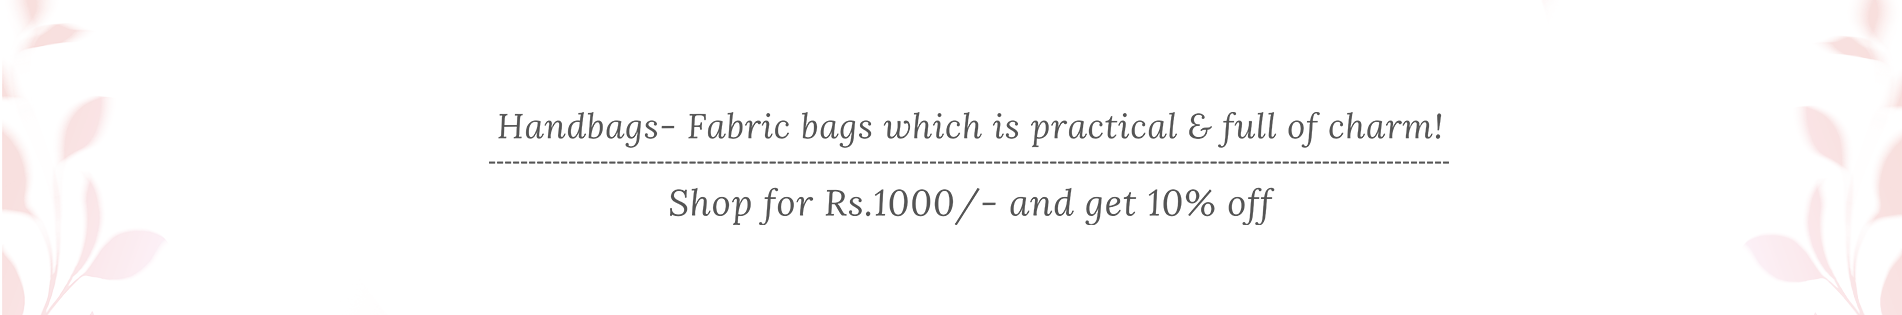 Handbags- Fabric bags which is practical & full of charm!
Shop for Rs.1000/- and get 10% off